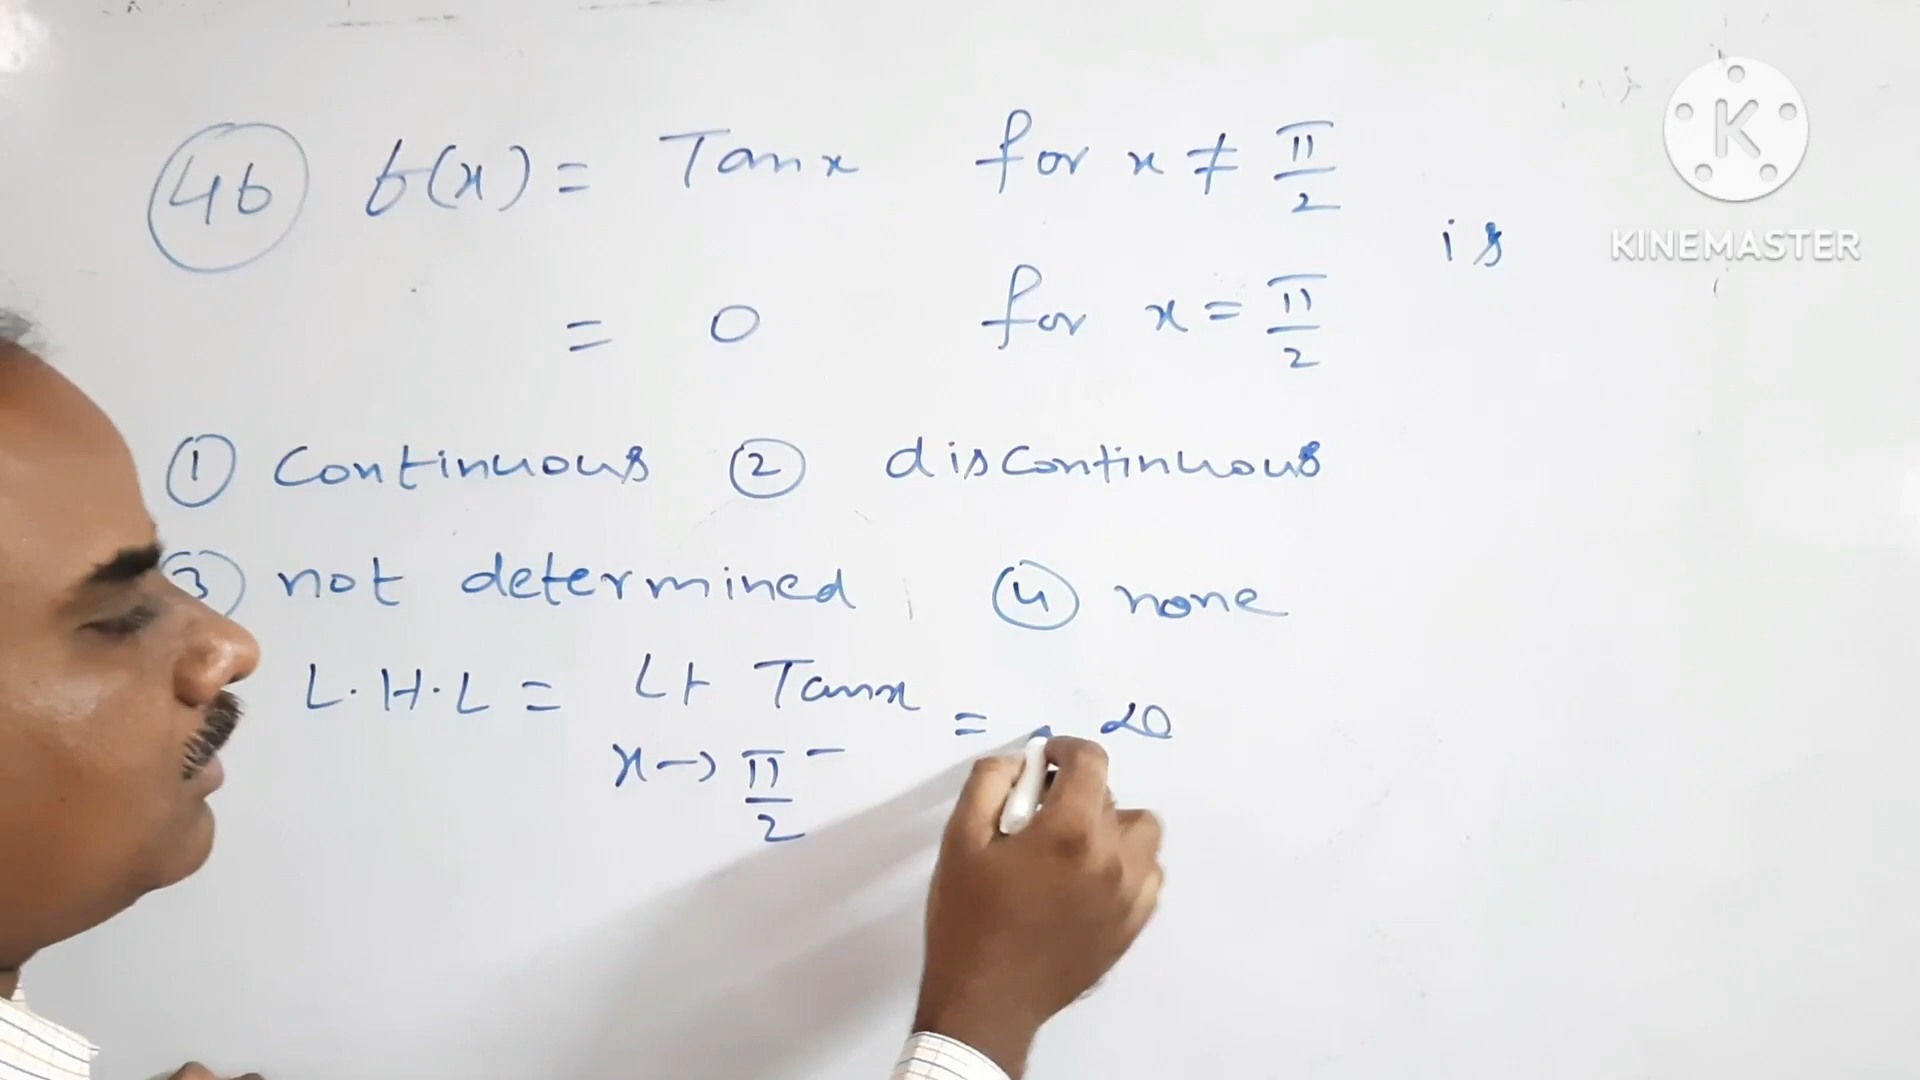 46 f(x) = Tan x for x ≠ π/2
is
= 0 for x = π/2
K
KINEMASTER
1 continuous 2 discontinuous
3 not determined 4 none
L.H.L = Lt Tanx = ∞
x → π/2 -